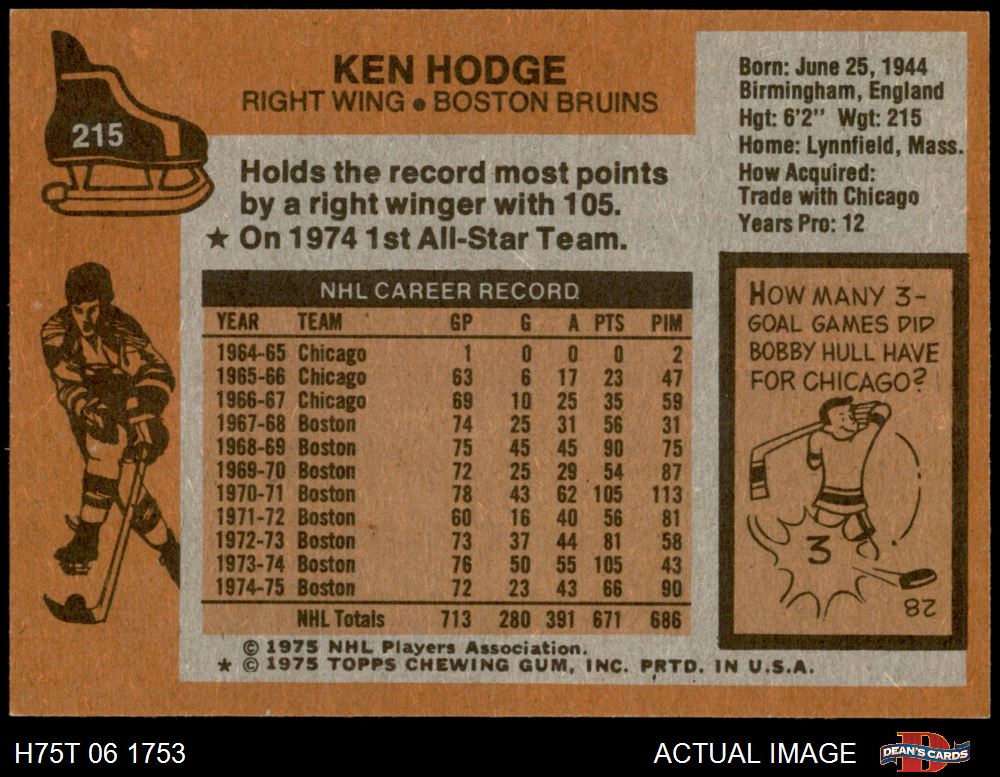 215
KEN HODGE
RIGHT WING ● BOSTON BRUINS
Holds the record most points
by a right winger with 105.
★ On 1974 1st All-Star Team.
Born: June 25, 1944
Birmingham, England
Hgt: 6'2" Wgt: 215
Home: Lynnfield, Mass.
How Acquired:
Trade with Chicago
Years Pro: 12
NHL CAREER RECORD
YEAR TEAM GP G A PTS PIM
1964-65 Chicago 1 0 0 0 2
1965-66 Chicago 63 6 17 23 47
1966-67 Chicago 69 10 25 35 59
1967-68 Boston 74 25 31 56 31
1968-69 Boston 75 45 45 90 75
1969-70 Boston 72 25 29 54 87
1970-71 Boston 78 43 62 105 113
1971-72 Boston 60 16 40 56 81
1972-73 Boston 73 37 44 81 58
1973-74 Boston 76 50 55 105 43
1974-75 Boston 72 23 43 66 90
NHL Totals 713 280 391 671 686
HOW MANY 3-
GOAL GAMES DID
BOBBY HULL HAVE
FOR CHICAGO?
3
28
© 1975 NHL Players Association.
★ © 1975 TOPPS CHEWING GUM, INC. PRTD. IN U.S.A.
H75T 06 1753
ACTUAL IMAGE
D
DEAN'S CARDS